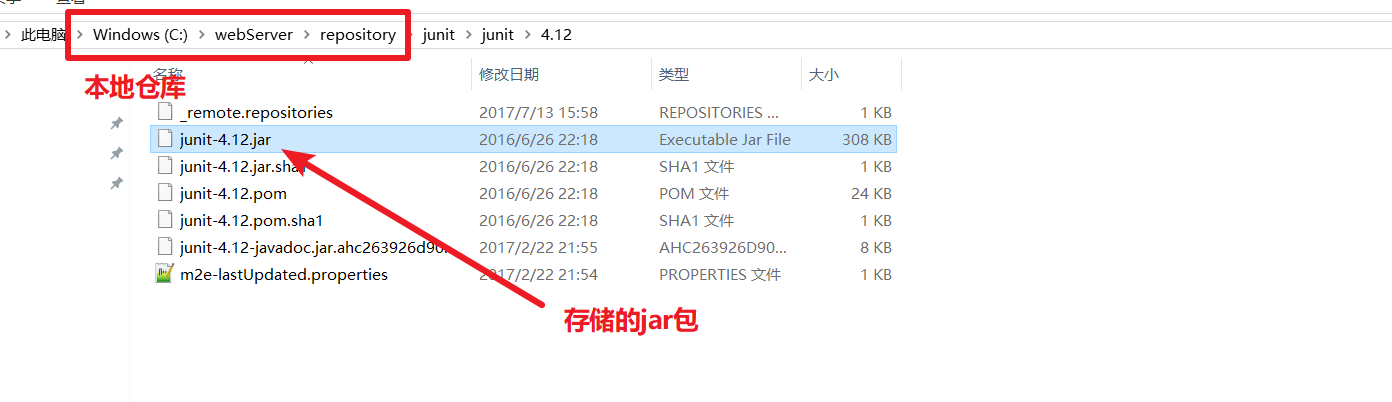 此电脑 > Windows (C:) > webServer > repository > junit > junit > 4.12
本地仓库
名称 修改日期 类型 大小
_remote.repositories 2017/7/13 15:58 REPOSITORIES ... 1 KB
junit-4.12.jar 2016/6/26 22:18 Executable Jar File 308 KB
junit-4.12.jar.sha1 2016/6/26 22:18 SHA1 文件 1 KB
junit-4.12.pom 2016/6/26 22:18 POM 文件 24 KB
junit-4.12.pom.sha1 2016/6/26 22:18 SHA1 文件 1 KB
junit-4.12-javadoc.jar.ahc263926d90... 2017/2/22 21:55 AHC263926D90... 8 KB
m2e-lastUpdated.properties 2017/2/22 21:54 PROPERTIES 文件 1 KB
存储的jar包